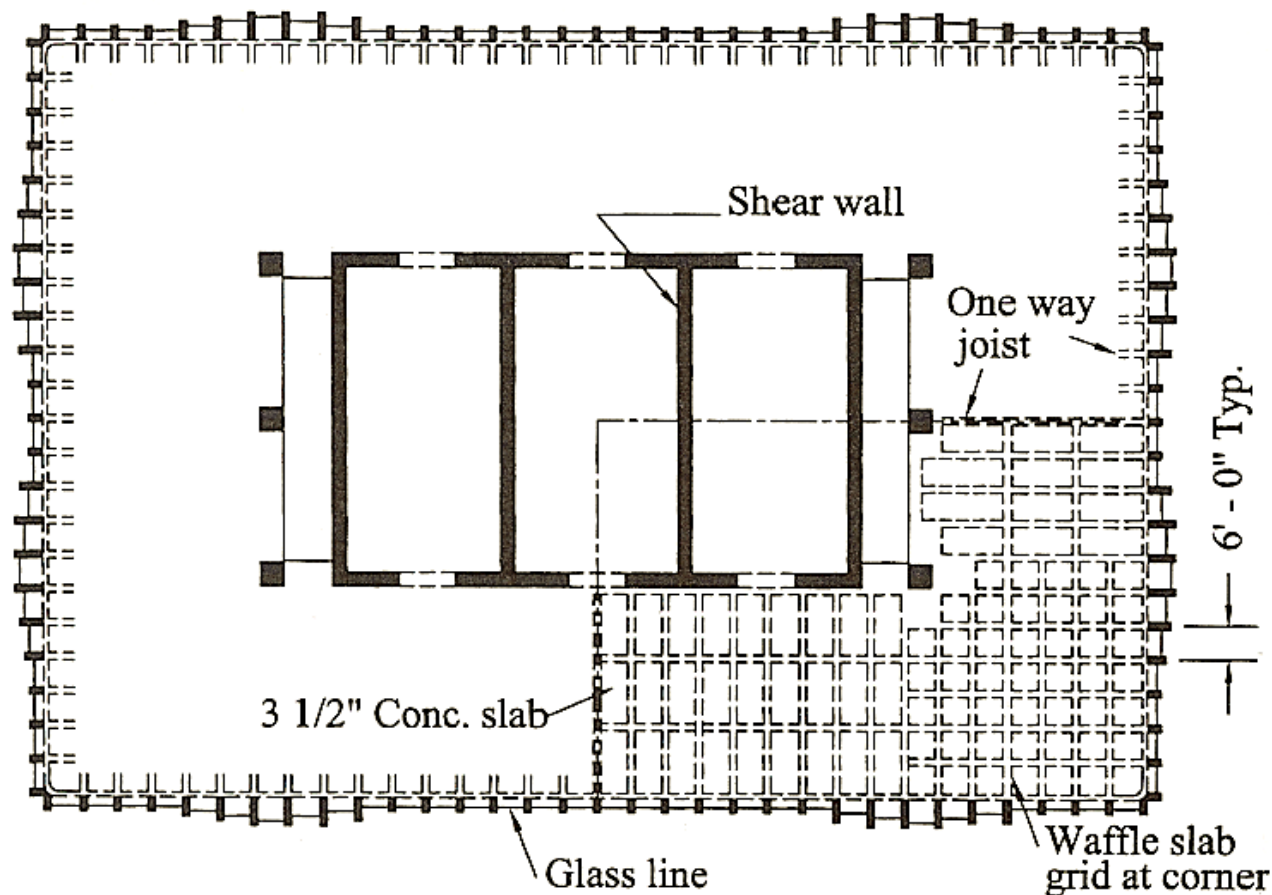 Shear wall
One way
joist
6' - 0" Typ.
3 1/2" Conc. slab
Glass line
Waffle slab
grid at corner